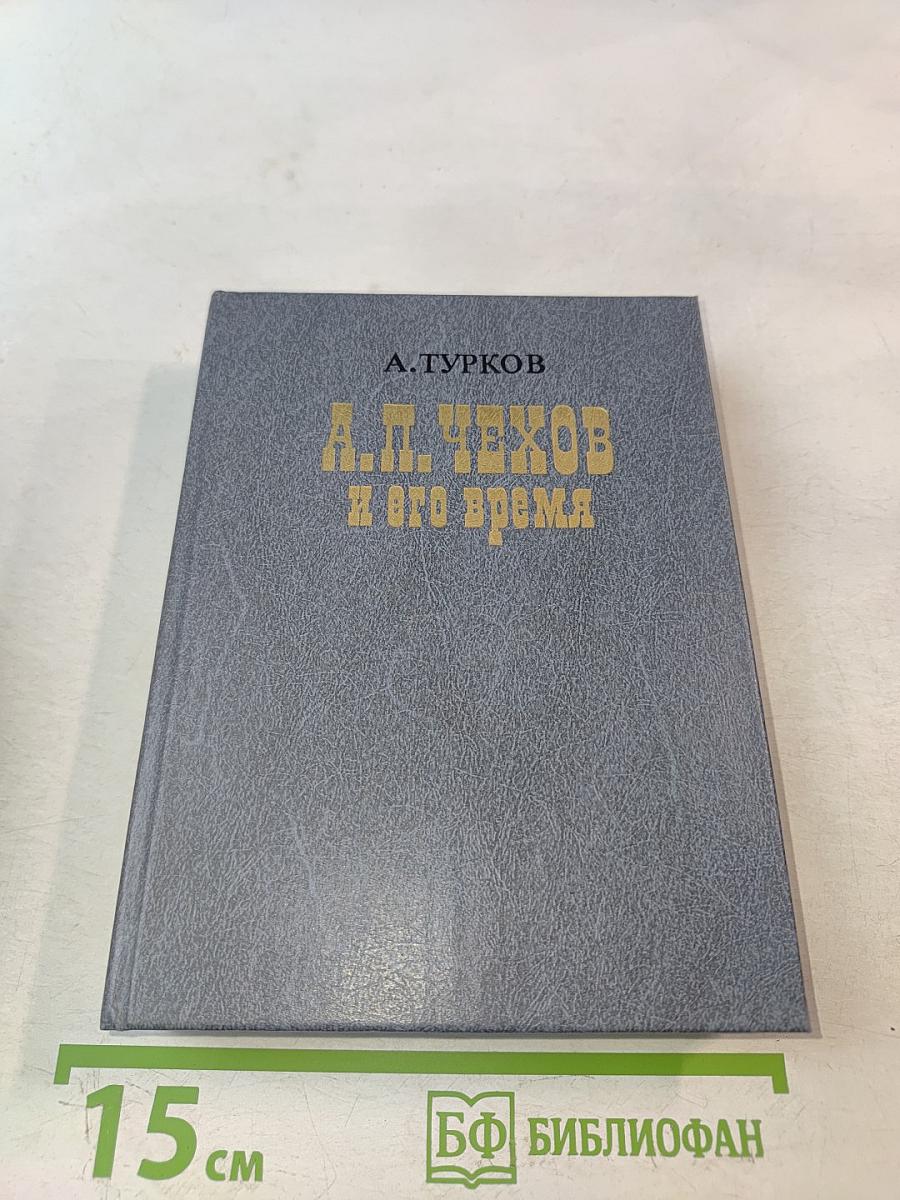 А. ТУРКОВ
А.П. ЧЕХОВ
и его время
15 см
БФ БИБЛИОФАН